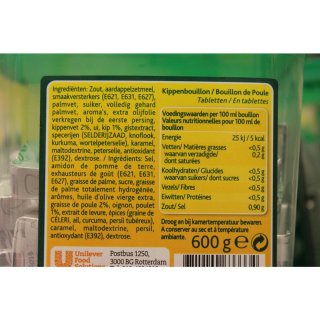 Ingrediënten: Zout, aardappelzetmeel,
smaakversterkers (E621, E631, E627),
palmvet, suiker, volledig gehard
palmvet, aroma's, extra olijfolie
verkregen bij de eerste persing,
kippenvet 2%, ui, kip 1%, gistextract,
specerijen (SELDERIJZAAD), knoflook,
kurkuma, wortelpeterselie), karamel,
maltodextrine, peterselie, antioxidant
(E392), dextrose. / Ingrédients: Sel,
amidon de pomme de terre,
exhausteurs de goût (E621, E631,
E627), graisse de palme, sucre, graisse
de palme totalement hydrogénée,
arômes, huile d'olive vierge extra,
graisse de poule 2%, oignon, poulet
1%, extrait de levure, épices (graine de
CÉLERI, ail, curcuma, persil tubéreux),
caramel, maltodextrine, persil,
antioxydant (E392), dextrose.
Kippenbouillon / Bouillon de Poule
Tabletten / En tablettes
Voedingswaarden per 100 ml bouillon
Valeurs nutritionnelles pour 100 ml de
bouillon
Energie 25 kJ / 5 kcal
Vetten/ Matières grasses <0,5 g
waarvan verzadigde/ 0,2 g
dont saturées
Koolhydraten/ Glucides <0,5 g
waarvan suikers/ dont sucres <0,5 g
Vezels/ Fibres <0,5 g
Eiwitten/ Protéines <0,5 g
Zout/ Sel 0,90 g
Droog en bij kamertemperatuur bewaren.
À conserver au sec et à température
ambiante.
600 g e
Unilever
Food
Solutions
Postbus 1250,
3000 BG Rotterdam